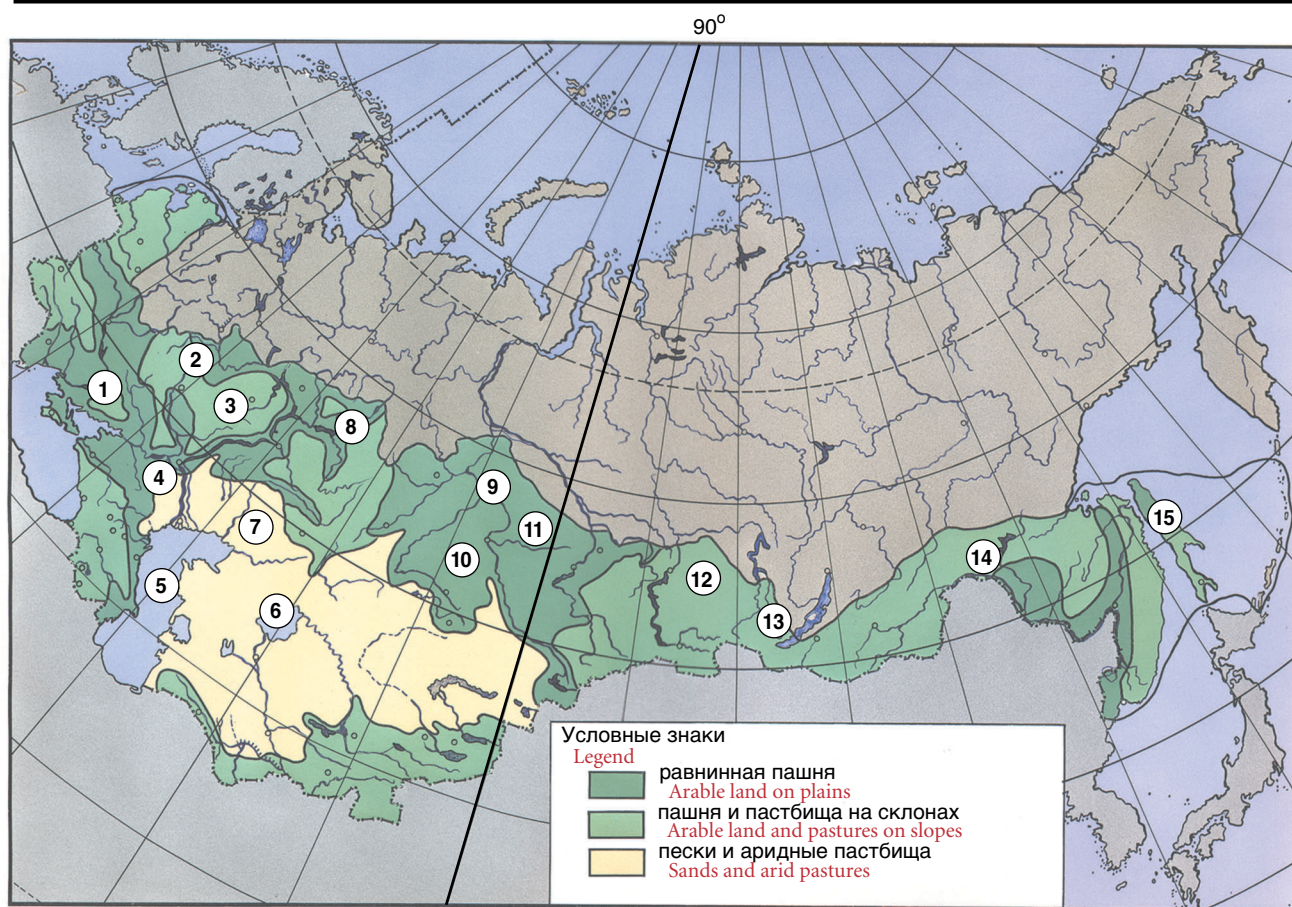 90°
1
2
3
4
5
6
7
8
9
10
11
12
13
14
15
Условные знаки
Legend
равнинная пашня
Arable land on plains
пашня и пастбища на склонах
Arable land and pastures on slopes
пески и аридные пастбища
Sands and arid pastures